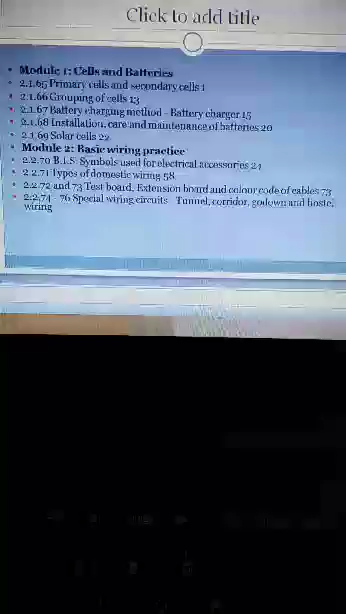 Click to add title
Module 1: Cells and Batteries
2.1.65 Primary cells and secondary cells 1
2.1.66 Grouping of cells 13
2.1.67 Battery charging method - Battery charger 15
2.1.68 Installation, care and maintenance of batteries 20
2.1.69 Solar cells 22
Module 2: Basic wiring practice
2.2.70 B.I.S. Symbols used for electrical accessories 24
2.2.71 Types of domestic wiring 58
2.2.72 and 73 Test board, Extension board and colour code of cables 73
2.2.74 - 76 Special wiring circuits - Tunnel, corridor, godown and hostel
wiring